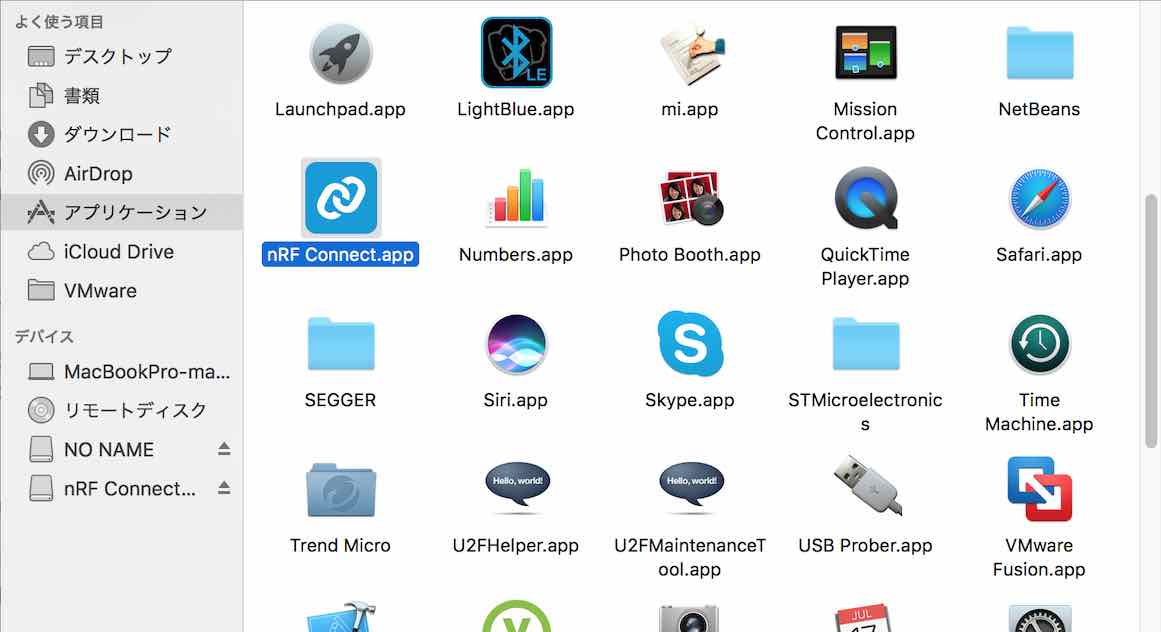 よく使う項目
デスクトップ
書類
ダウンロード
AirDrop
アプリケーション
iCloud Drive
VMware
デバイス
MacBookPro-ma...
リモートディスク
NO NAME
nRF Connect...
LE
Launchpad.app
LightBlue.app
mi.app
Mission
Control.app
NetBeans
nRF Connect.app
Numbers.app
Photo Booth.app
QuickTime
Player.app
Safari.app
SEGGER
Siri.app
Skype.app
STMicroelectronic
s
Time
Machine.app
Hello, world!
Hello, world!
Trend Micro
U2FHelper.app
U2FMaintenanceT
ool.app
USB Prober.app
VMware
Fusion.app
JUL